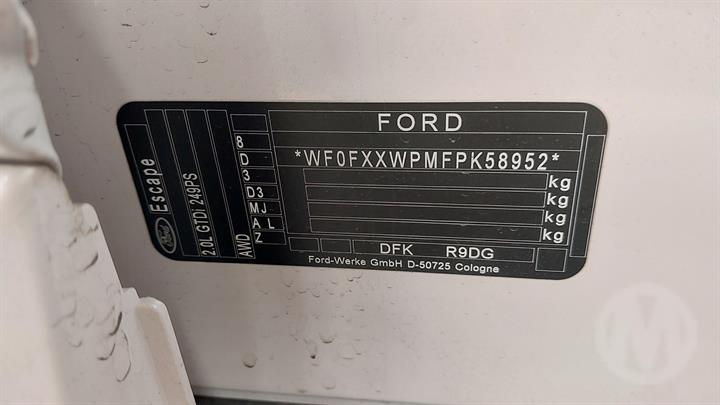 FORD
*WF0FXXWPMFPK58952*
kg
kg
kg
kg
DFK R9DG
Ford-Werke GmbH D-50725 Cologne
Ford
Escape
2.0L GTDi 249PS
AWD
8
D
3
D3
MJ
A L
Z
M